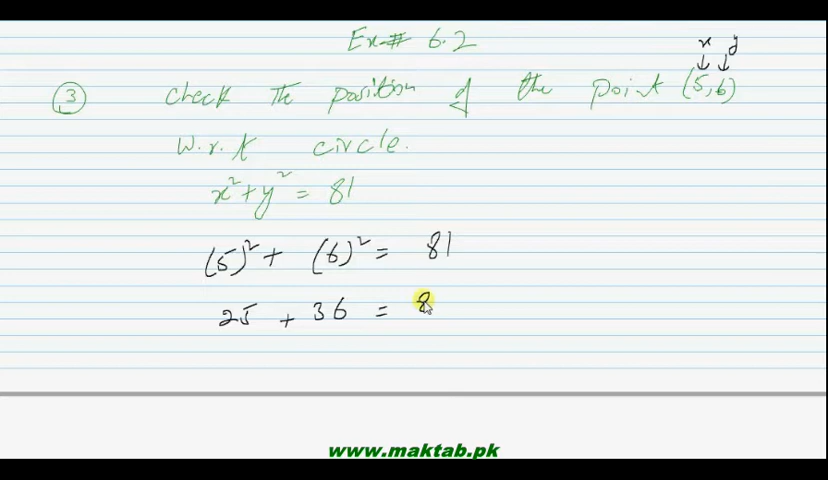 Ex# 6.2
x y
③ Check The position of the point (5,6)
w.r.t circle.
x² + y² = 81
(5)² + (6)² = 81
25 + 36 = 8
www.maktab.pk